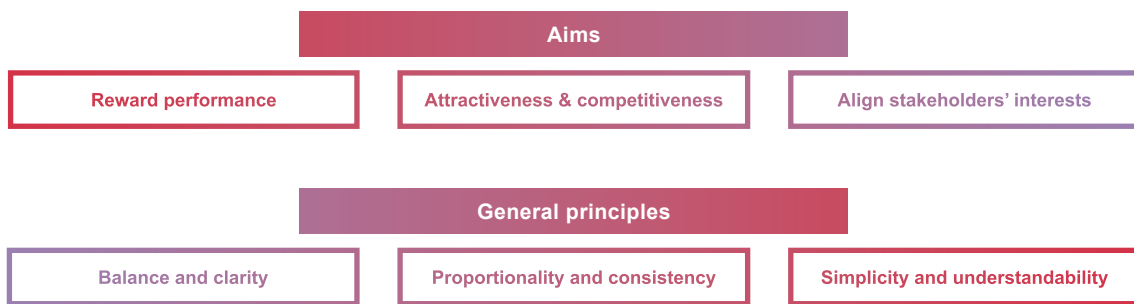 Aims
Reward performance
Attractiveness & competitiveness
Align stakeholders’ interests
General principles
Balance and clarity
Proportionality and consistency
Simplicity and understandability